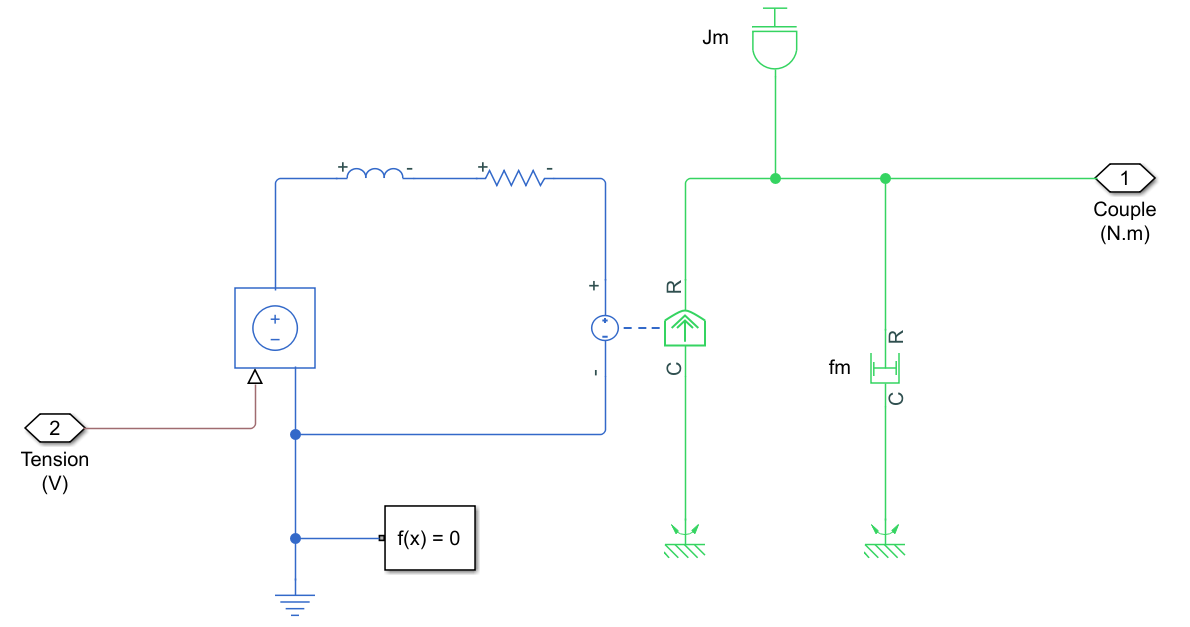 Jm
+ - + -
+
+
-
+
-
-
R
C
fm
R
C
1
Couple
(N.m)
2
Tension
(V)
f(x) = 0